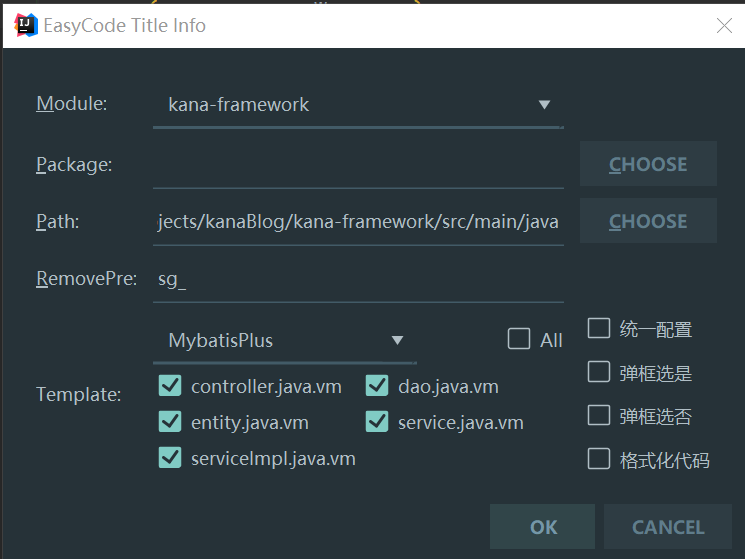 EasyCode Title Info
Module: kana-framework
Package: CHOOSE
Path: jects/kanaBlog/kana-framework/src/main/java CHOOSE
RemovePre: sg_
MybatisPlus All 统一配置
Template: controller.java.vm dao.java.vm 弹框选是
entity.java.vm service.java.vm 弹框选否
serviceImpl.java.vm 格式化代码
OK CANCEL